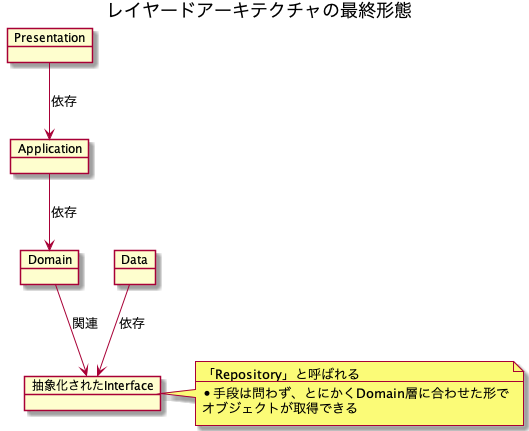 レイヤードアーキテクチャの最終形態
Presentation
依存
Application
依存
Domain
Data
関連
依存
抽象化されたInterface
「Repository」と呼ばれる
•手段は問わず、とにかくDomain層に合わせた形で
オブジェクトが取得できる